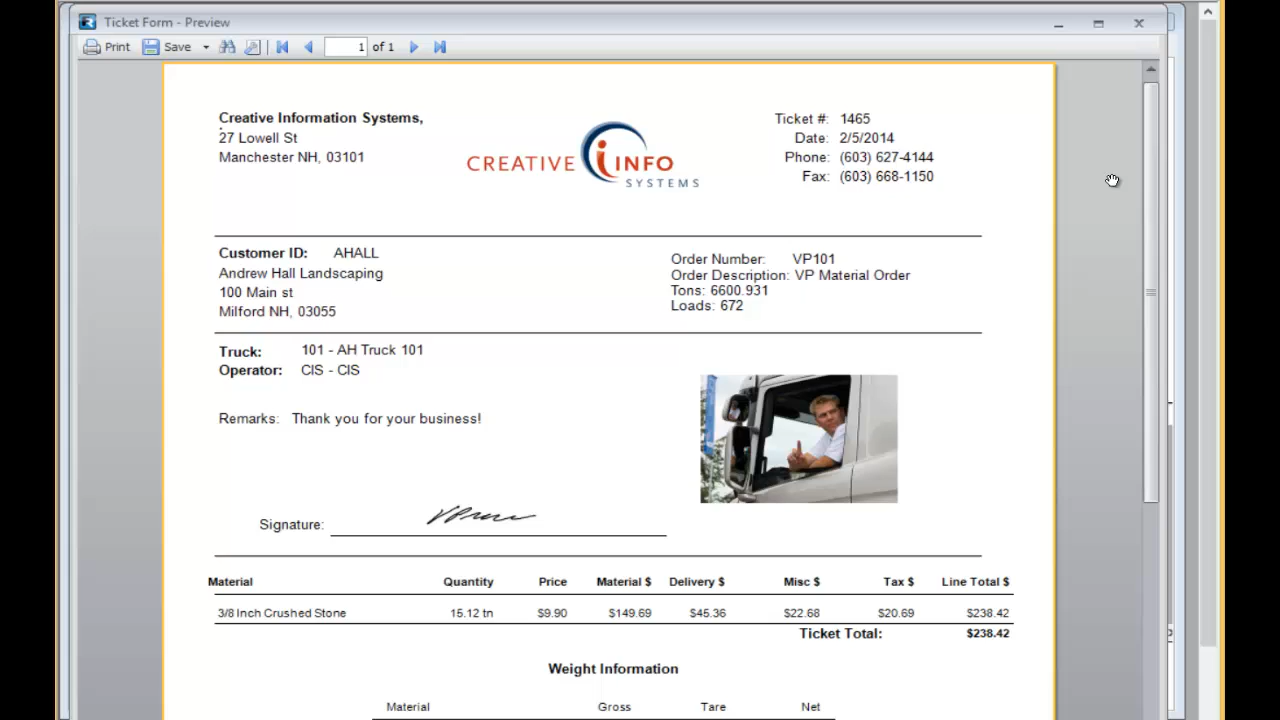 Ticket Form - Preview
Print Save 1 of 1
Creative Information Systems,
27 Lowell St
Manchester NH, 03101
CREATIVE INFO
SYSTEMS
Ticket #: 1465
Date: 2/5/2014
Phone: (603) 627-4144
Fax: (603) 668-1150
Customer ID: AHALL
Andrew Hall Landscaping
100 Main st
Milford NH, 03055
Order Number: VP101
Order Description: VP Material Order
Tons: 6600.931
Loads: 672
Truck: 101 - AH Truck 101
Operator: CIS - CIS
Remarks: Thank you for your business!
Signature:
Material Quantity Price Material $ Delivery $ Misc $ Tax $ Line Total $
3/8 Inch Crushed Stone 15.12 tn $9.90 $149.69 $45.36 $22.68 $20.69 $238.42
Ticket Total: $238.42
Weight Information
Material Gross Tare Net